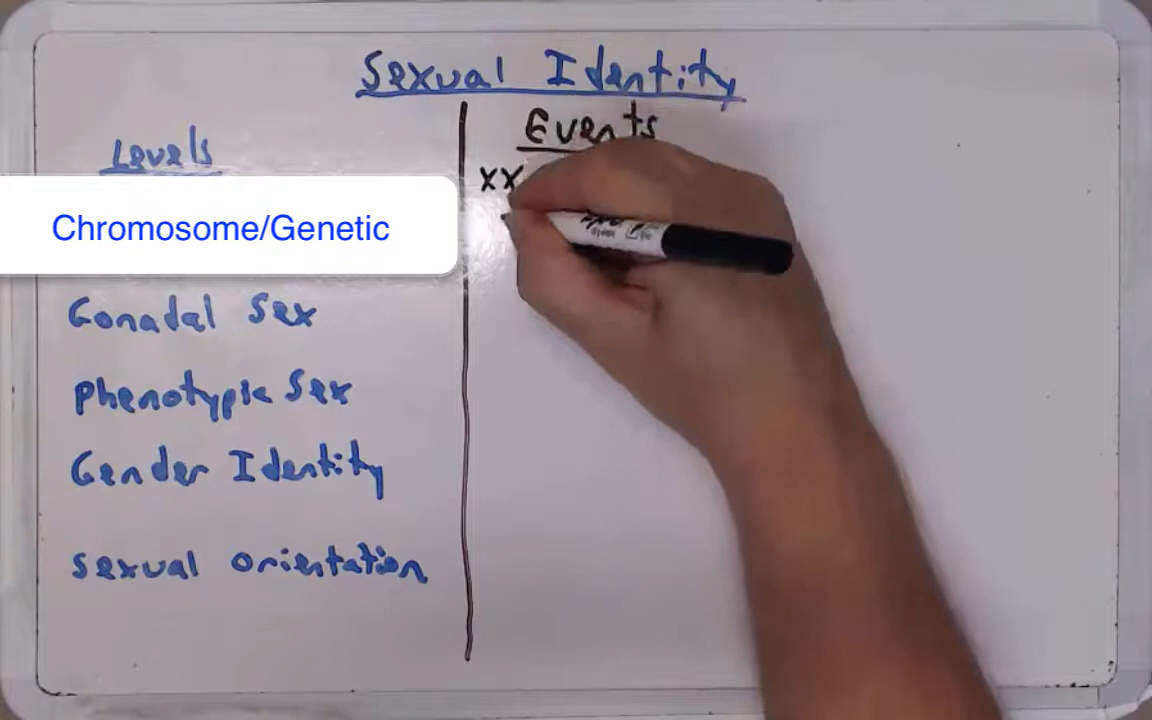 Sexual Identity
Levels
Events
Chromosome/Genetic
XX
Gonadal Sex
Phenotypic Sex
Gender Identity
Sexual orientation